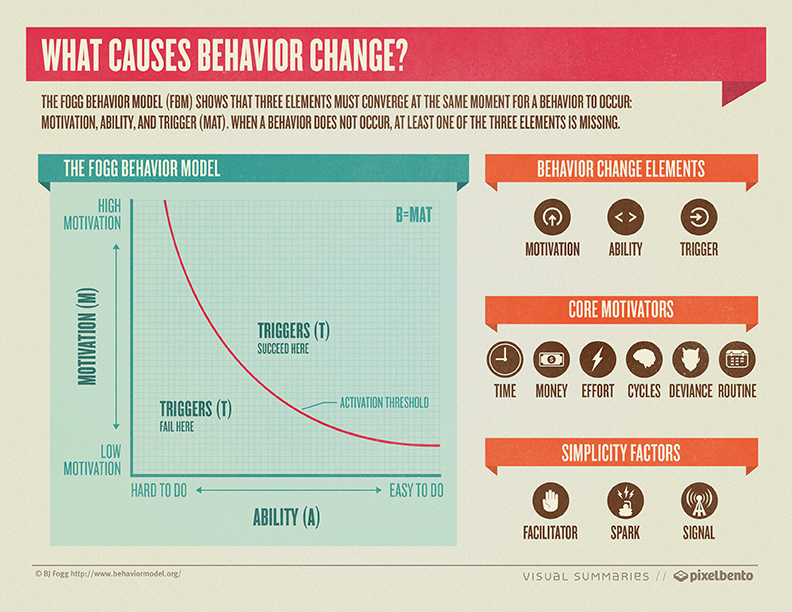 WHAT CAUSES BEHAVIOR CHANGE?
THE FOGG BEHAVIOR MODEL (FBM) SHOWS THAT THREE ELEMENTS MUST CONVERGE AT THE SAME MOMENT FOR A BEHAVIOR TO OCCUR:
MOTIVATION, ABILITY, AND TRIGGER (MAT). WHEN A BEHAVIOR DOES NOT OCCUR, AT LEAST ONE OF THE THREE ELEMENTS IS MISSING.
THE FOGG BEHAVIOR MODEL
HIGH
MOTIVATION
B=MAT
MOTIVATION (M)
TRIGGERS (T)
SUCCEED HERE
ACTIVATION THRESHOLD
TRIGGERS (T)
FAIL HERE
LOW
MOTIVATION
HARD TO DO
EASY TO DO
ABILITY (A)
BEHAVIOR CHANGE ELEMENTS
< >
MOTIVATION ABILITY TRIGGER
CORE MOTIVATORS
$
TIME MONEY EFFORT CYCLES DEVIANCE ROUTINE
SIMPLICITY FACTORS
FACILITATOR SPARK SIGNAL
© BJ Fogg http://www.behaviormodel.org/
VISUAL SUMMARIES // pixelbento